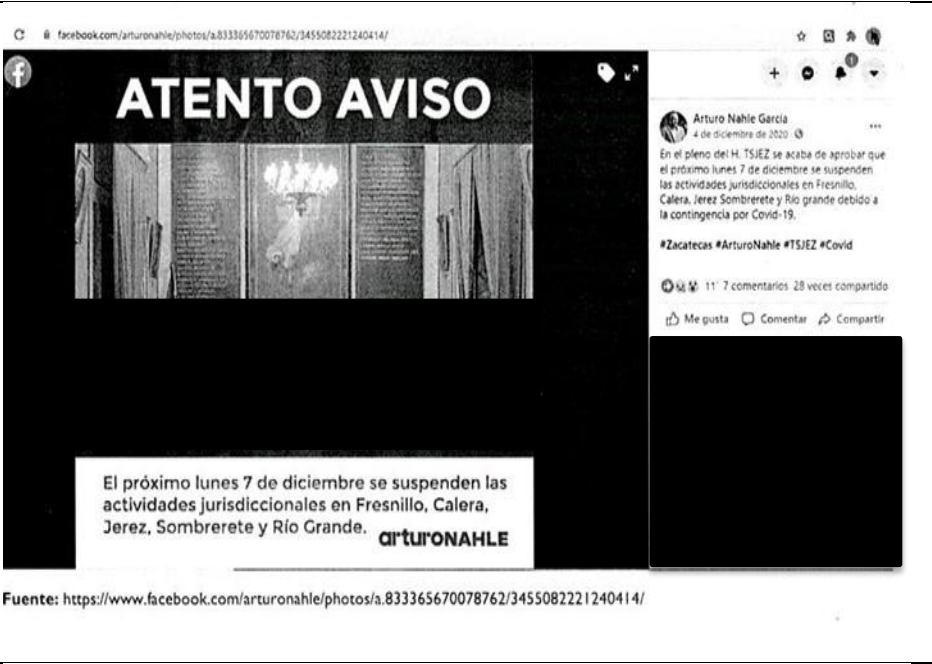 facebook.com/arturonahle/photos/a.833365670078762/3455082221240414/
ATENTO AVISO
El próximo lunes 7 de diciembre se suspenden las
actividades jurisdiccionales en Fresnillo, Calera,
Jerez, Sombrerete y Río Grande.
arturoNAHLE
1
Arturo Nahle García
4 de diciembre de 2020
En el pleno del H. TSJEZ se acaba de aprobar que
el próximo lunes 7 de diciembre se suspenden
las actividades jurisdiccionales en Fresnillo,
Calera, Jerez Sombrerete y Río grande debido a
la contingencia por Covid-19.
#Zacatecas #ArturoNahle #TSJEZ #Covid
7 comentarios 28 veces compartido
Me gusta Comentar Compartir
Fuente: https://www.facebook.com/arturonahle/photos/a.833365670078762/3455082221240414/